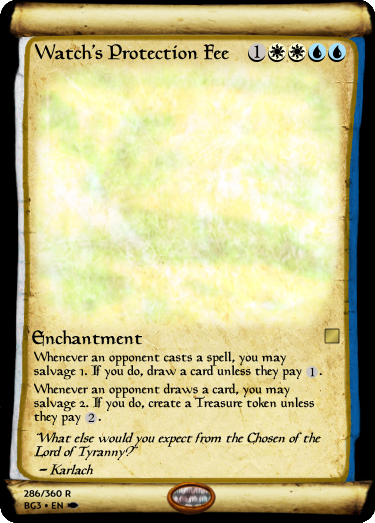 Watch's Protection Fee 1
Enchantment
Whenever an opponent casts a spell, you may
salvage 1. If you do, draw a card unless they pay 1 .
Whenever an opponent draws a card, you may
salvage 2. If you do, create a Treasure token unless
they pay 2 .
"What else would you expect from the Chosen of the
Lord of Tyranny?"
– Karlach
286/360 R
BG3 • EN